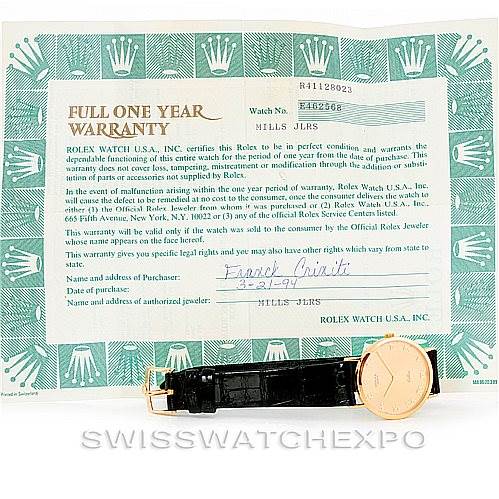 R41128023
FULL ONE YEAR
WARRANTY
Watch No. E462568
MILLS JLRS
ROLEX WATCH U.S.A., INC. certifies this Rolex to be in perfect condition and warrants the
dependable functioning of this entire watch for the period of one year from the date of purchase. This
warranty does not cover loss, tampering, mistreatment or modification through the addition or substi-
tution of parts or accessories not supplied by Rolex.
In the event of malfunction arising within the one year period of warranty, Rolex Watch U.S.A., Inc.
will cause the defect to be remedied at no cost to the consumer, once the consumer delivers the watch to
either (1) the Official Rolex Jeweler from whom it was purchased or (2) Rolex Watch U.S.A., Inc.,
665 Fifth Avenue, New York, N.Y. 10022 or (3) any of the official Rolex Service Centers listed.
This warranty will be valid only if the watch was sold to the consumer by the Official Rolex Jeweler
whose name appears on the face hereof.
This warranty gives you specific legal rights and you may also have other rights which vary from state to
state.
Name and address of Purchaser: Franck Criniti
Date of purchase: 3-21-94
Name and address of authorized jeweler: MILLS JLRS
ROLEX WATCH U.S.A., INC.
Printed in Switzerland
SWISSWATCHEXPO